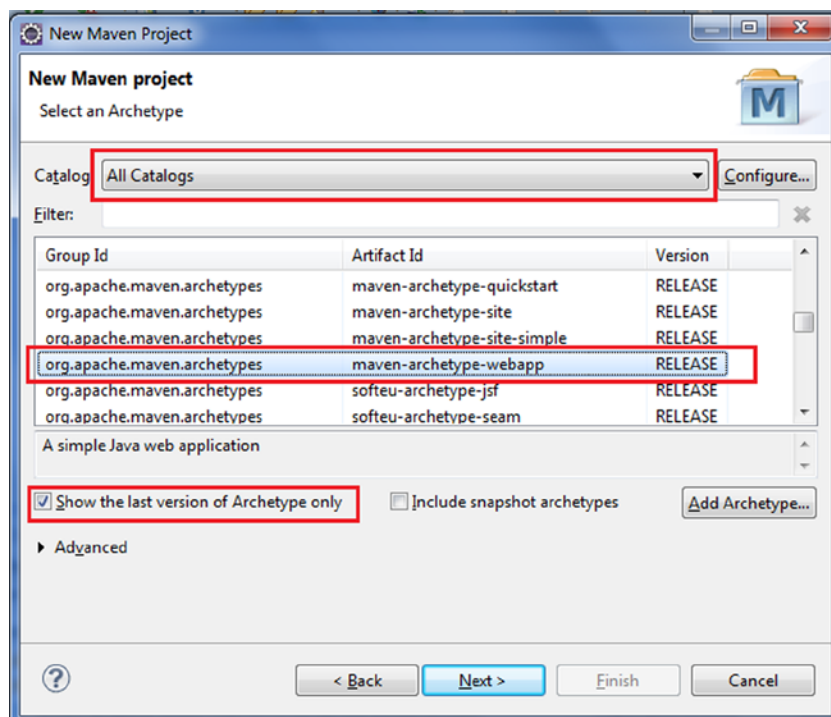 New Maven Project
New Maven project
Select an Archetype
M
Catalog All Catalogs Configure...
Filter:
Group Id Artifact Id Version
org.apache.maven.archetypes maven-archetype-quickstart RELEASE
org.apache.maven.archetypes maven-archetype-site RELEASE
org.apache.maven.archetypes maven-archetype-site-simple RELEASE
org.apache.maven.archetypes maven-archetype-webapp RELEASE
org.apache.maven.archetypes softeu-archetype-jsf RELEASE
org.apache.maven.archetypes softeu-archetype-seam RELEASE
A simple Java web application
Show the last version of Archetype only Include snapshot archetypes Add Archetype...
Advanced
? < Back Next > Finish Cancel